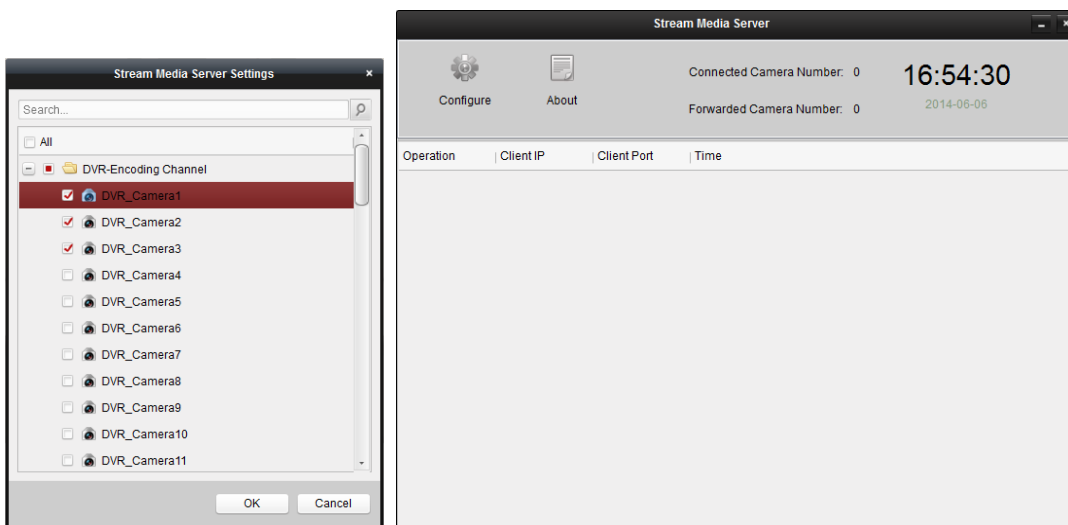 Stream Media Server Settings ×
Search...
All
DVR-Encoding Channel
DVR_Camera1
DVR_Camera2
DVR_Camera3
DVR_Camera4
DVR_Camera5
DVR_Camera6
DVR_Camera7
DVR_Camera8
DVR_Camera9
DVR_Camera10
DVR_Camera11
OK Cancel
Stream Media Server
Configure
About
Connected Camera Number: 0
Forwarded Camera Number: 0
16:54:30
2014-06-06
Operation Client IP Client Port Time